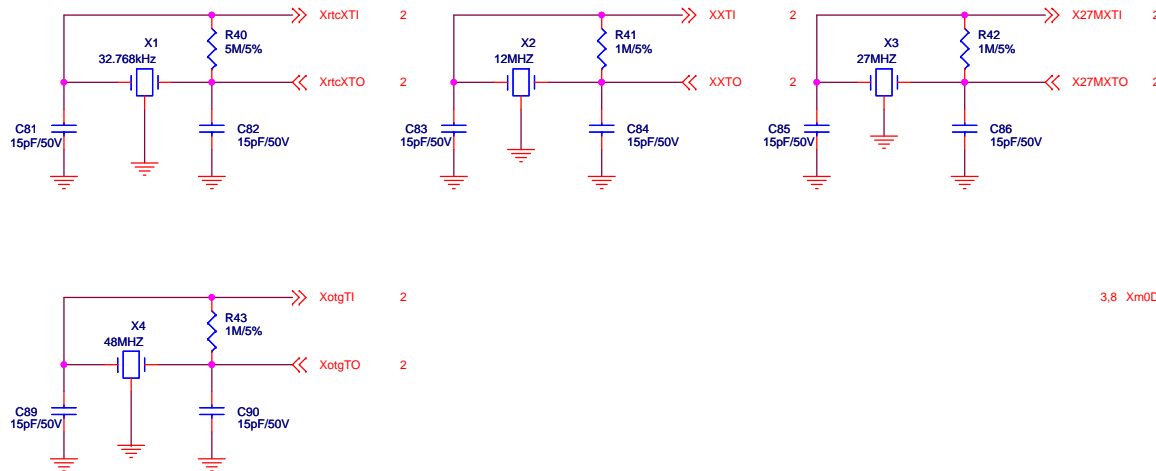 XrtcXTI 2
R40
5M/5%
X1
32.768kHz
XrtcXTO 2
C81
15pF/50V
C82
15pF/50V
XXTI 2
R41
1M/5%
X2
12MHZ
XXTO 2
C83
15pF/50V
C84
15pF/50V
X27MXTI 2
R42
1M/5%
X3
27MHZ
X27MXTO 2
C85
15pF/50V
C86
15pF/50V
XotgTI 2
R43
1M/5%
X4
48MHZ
XotgTO 2
C89
15pF/50V
C90
15pF/50V
3,8 Xm0D